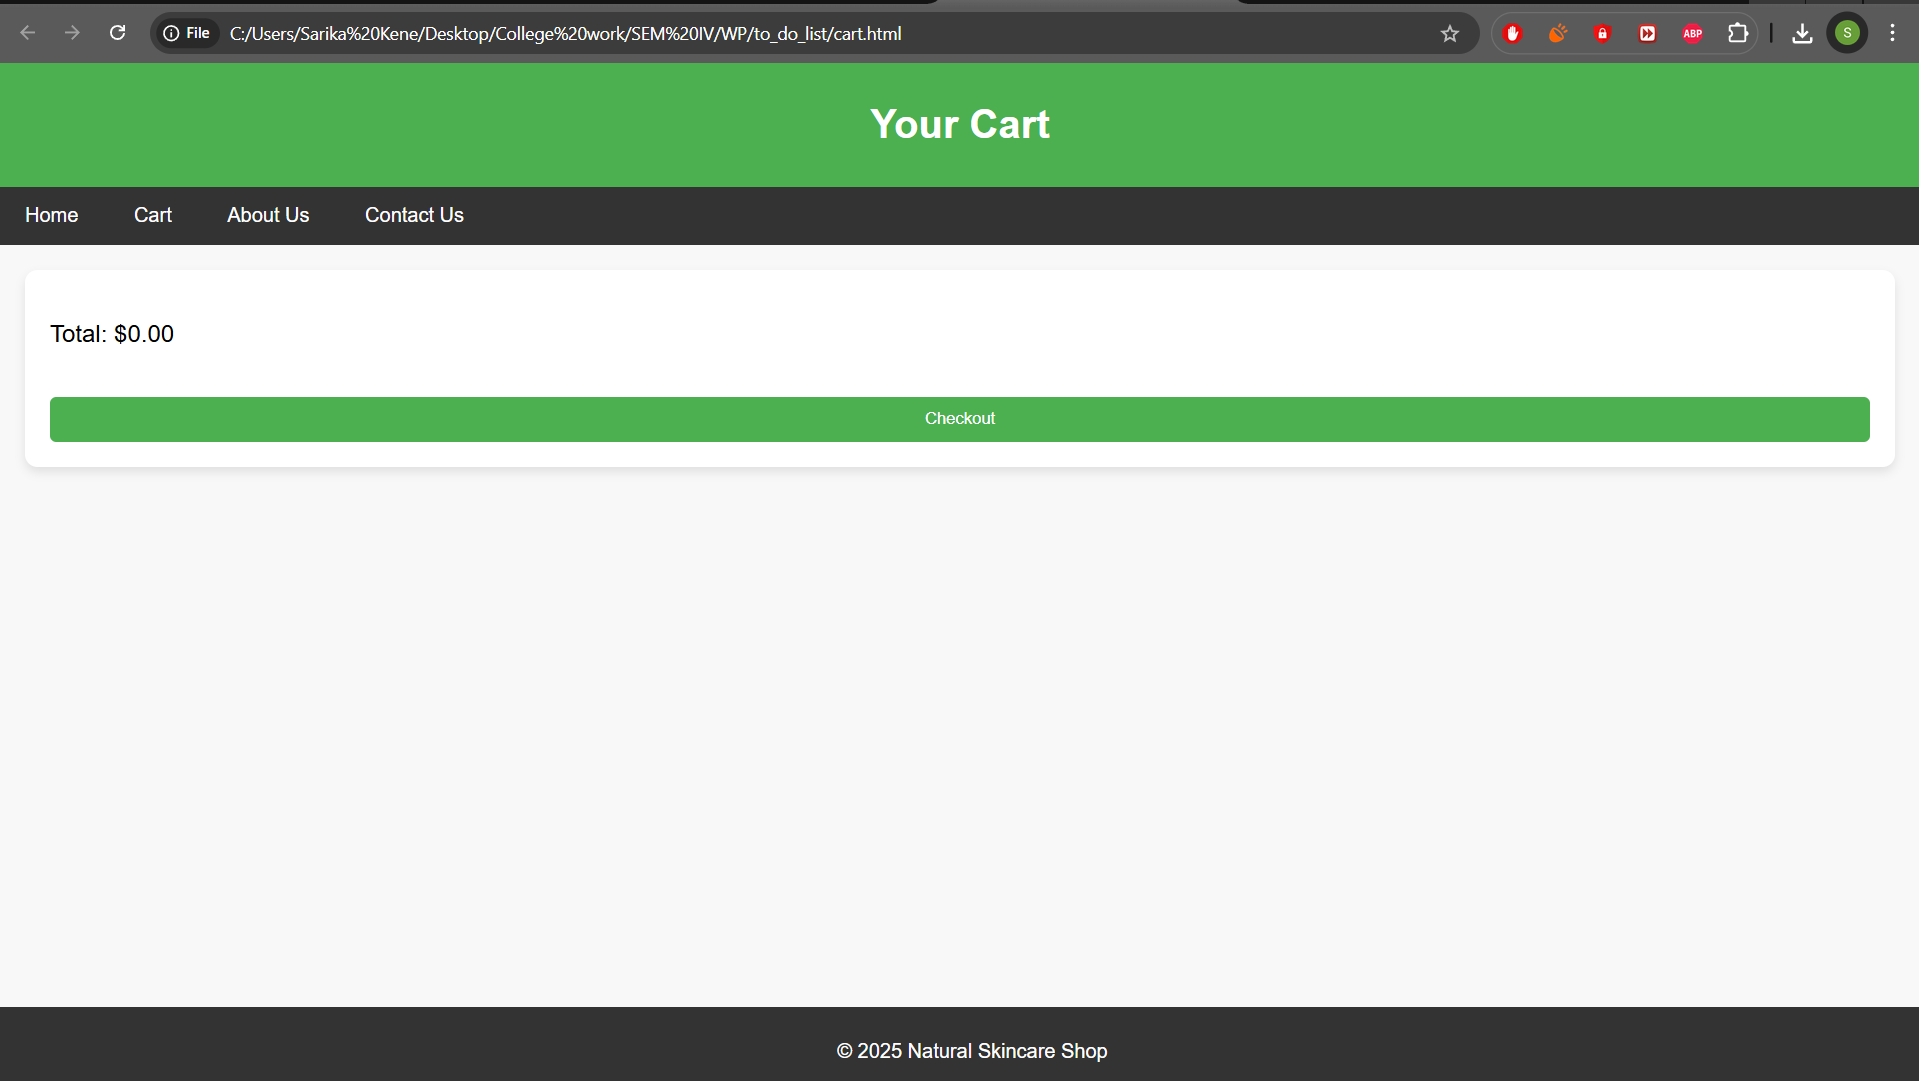 File C:/Users/Sarika%20Kene/Desktop/College%20work/SEM%20IV/WP/to_do_list/cart.html ABP S
Your Cart
Home Cart About Us Contact Us
Total: $0.00
Checkout
© 2025 Natural Skincare Shop